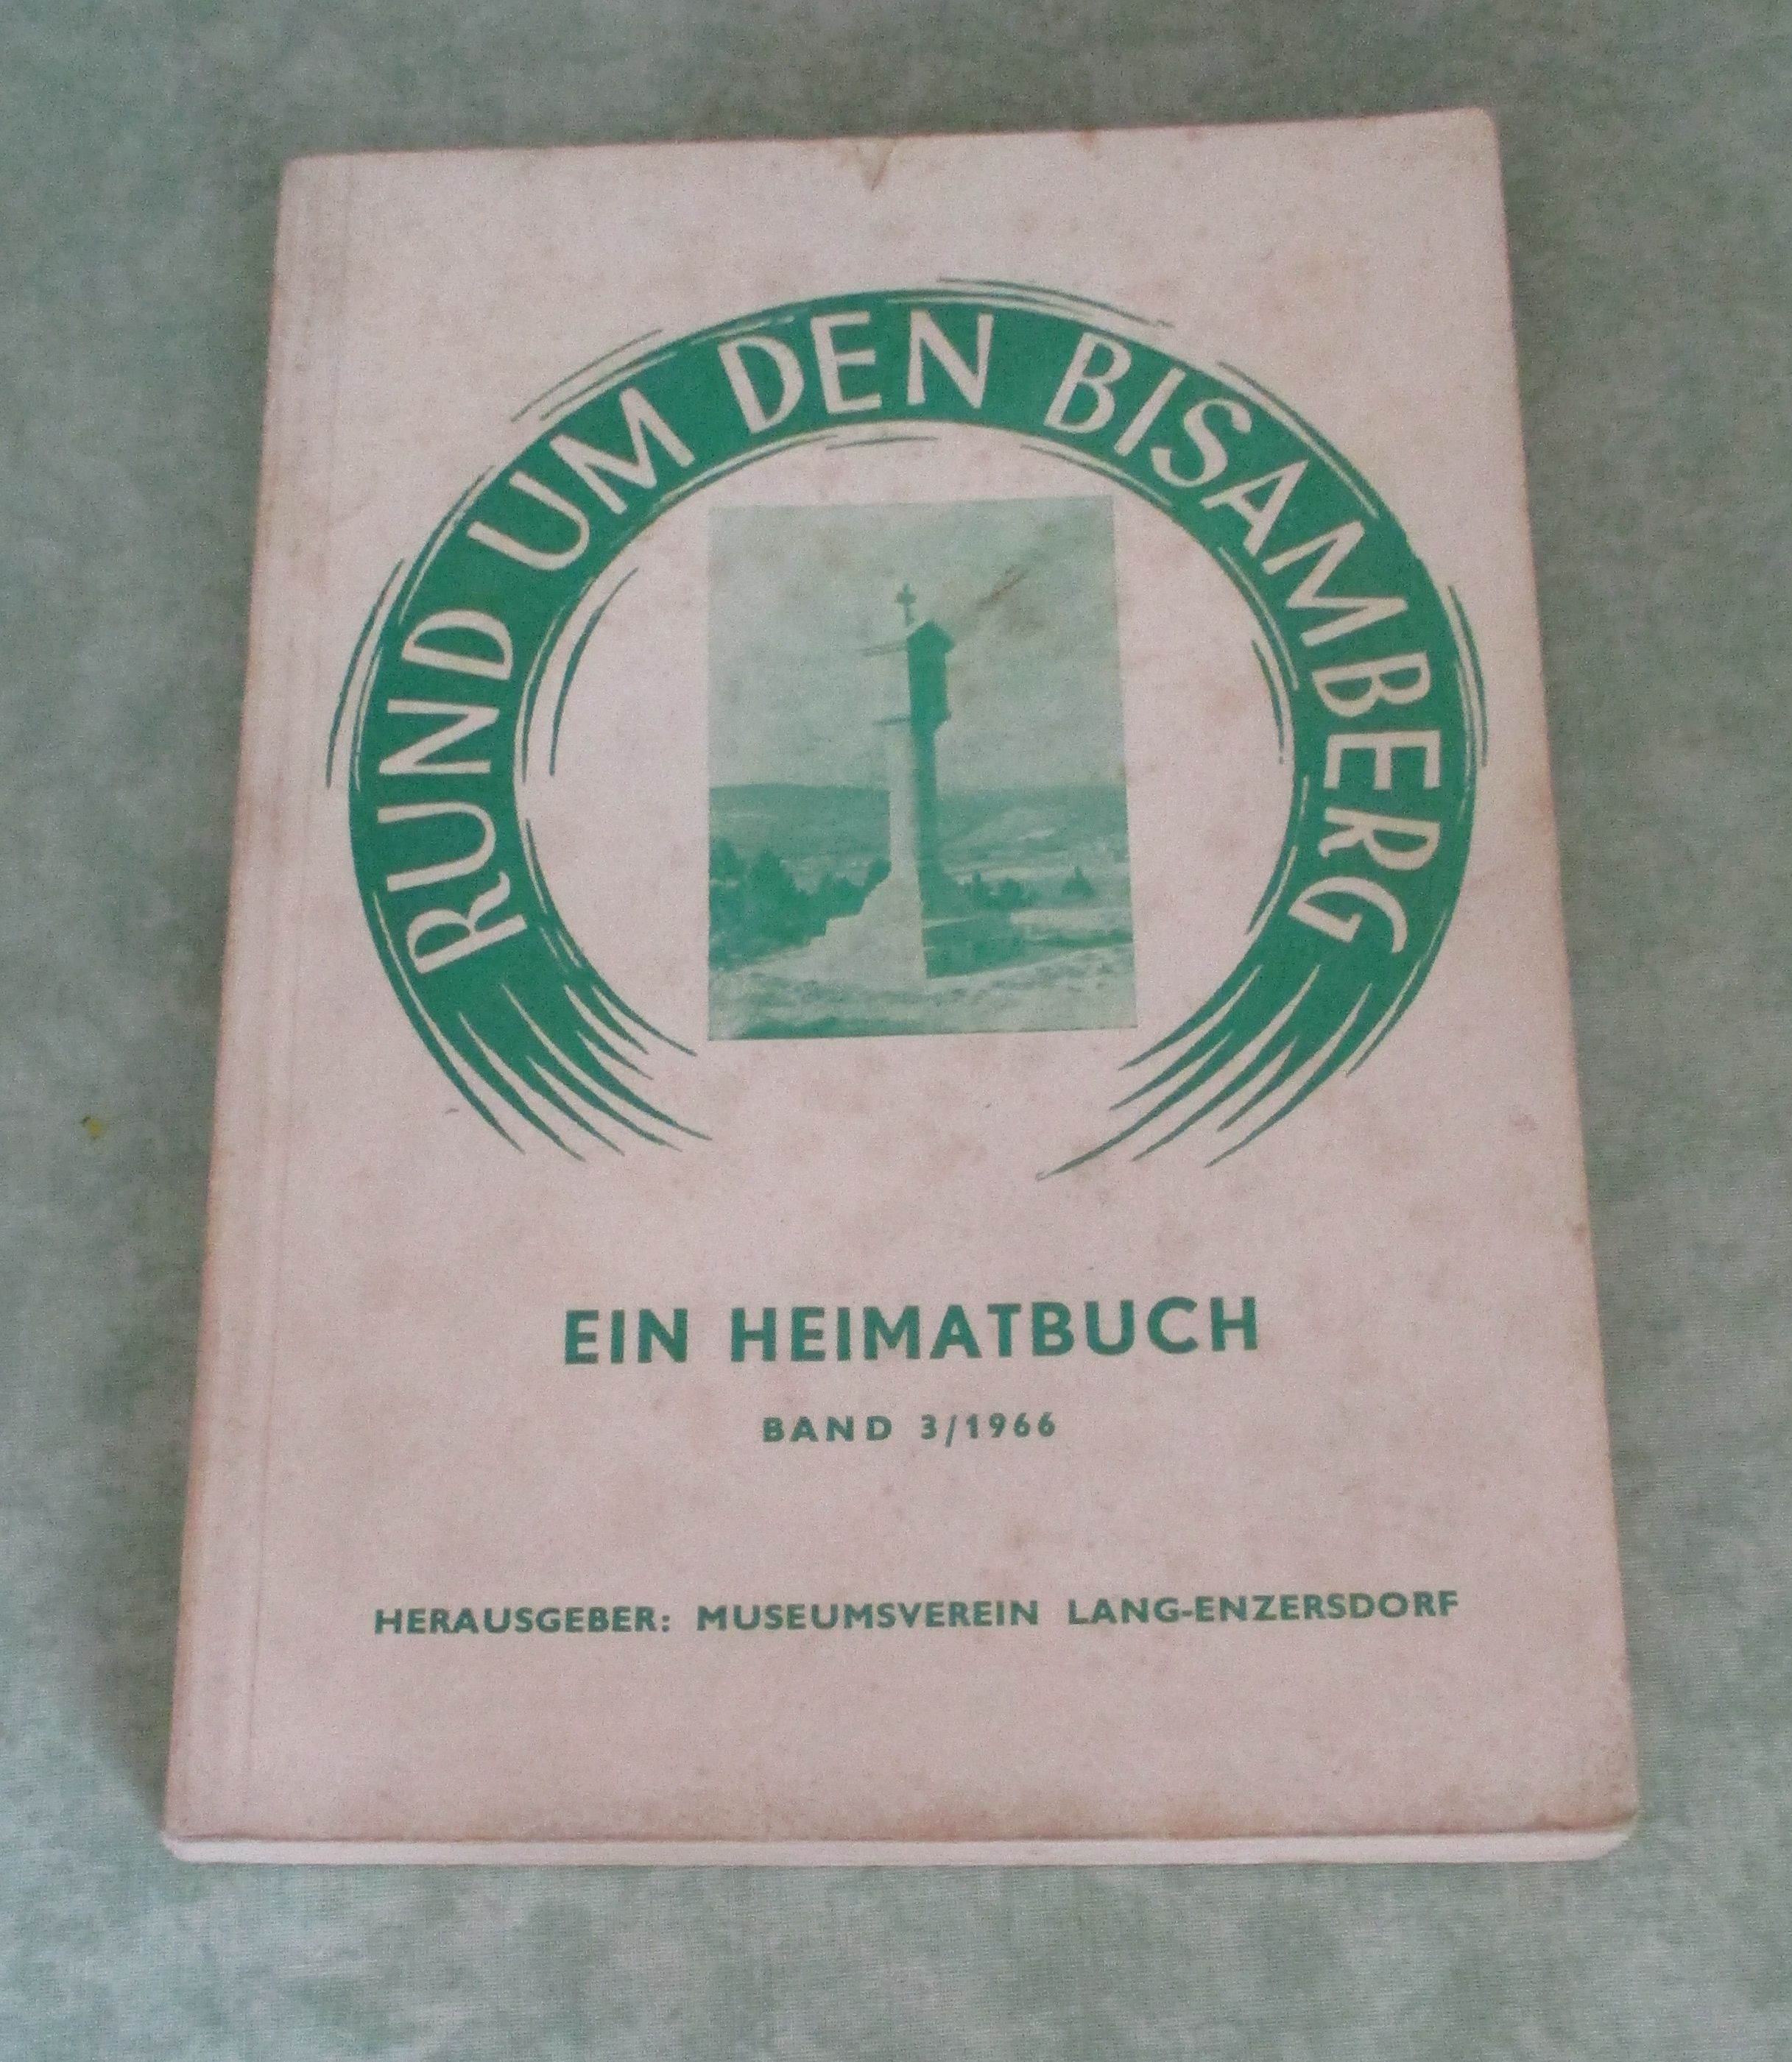 RUND UM DEN BISAMBERG
EIN HEIMATBUCH
BAND 3/1966
HERAUSGEBER: MUSEUMSVEREIN LANG-ENZERSDORF